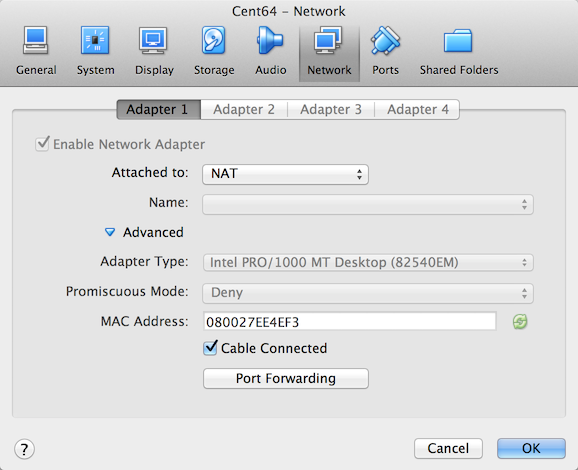 Cent64 – Network
General System Display Storage Audio Network Ports Shared Folders
Adapter 1 Adapter 2 Adapter 3 Adapter 4
Enable Network Adapter
Attached to: NAT
Name:
Advanced
Adapter Type: Intel PRO/1000 MT Desktop (82540EM)
Promiscuous Mode: Deny
MAC Address: 080027EE4EF3
Cable Connected
Port Forwarding
? Cancel OK